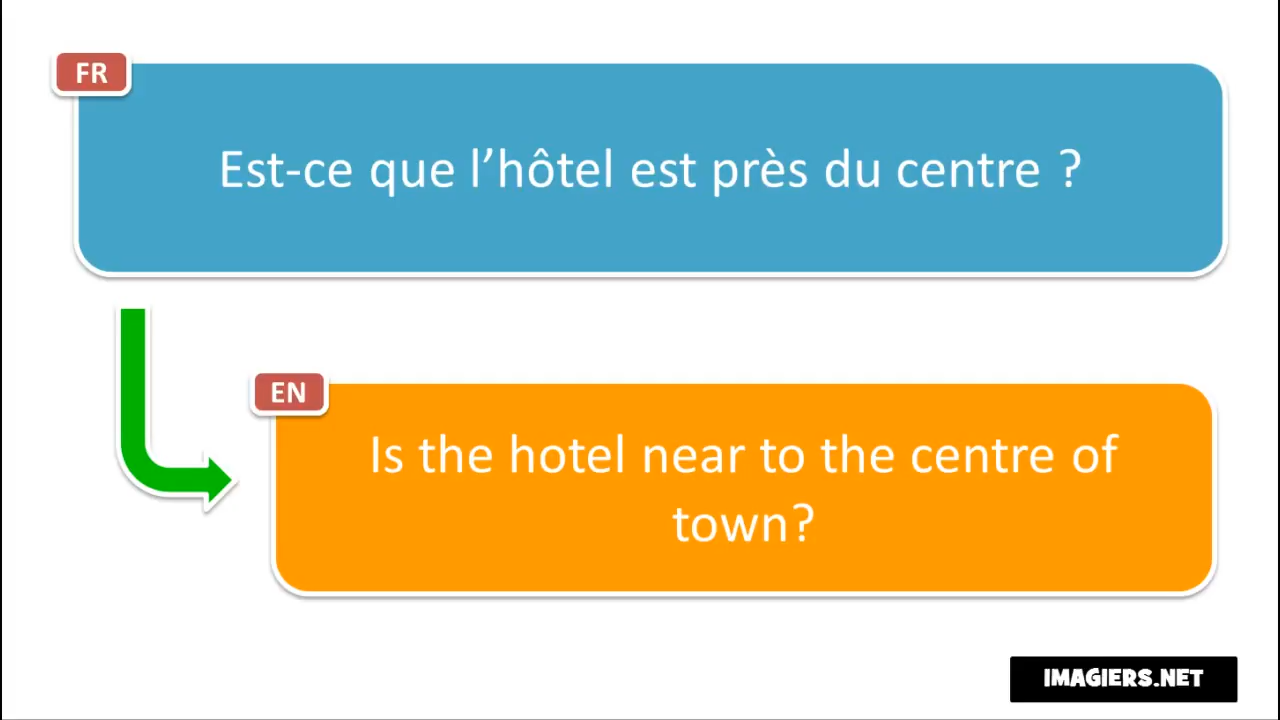 FR
Est-ce que l’hôtel est près du centre ?
EN
Is the hotel near to the centre of
town?
IMAGIERS.NET